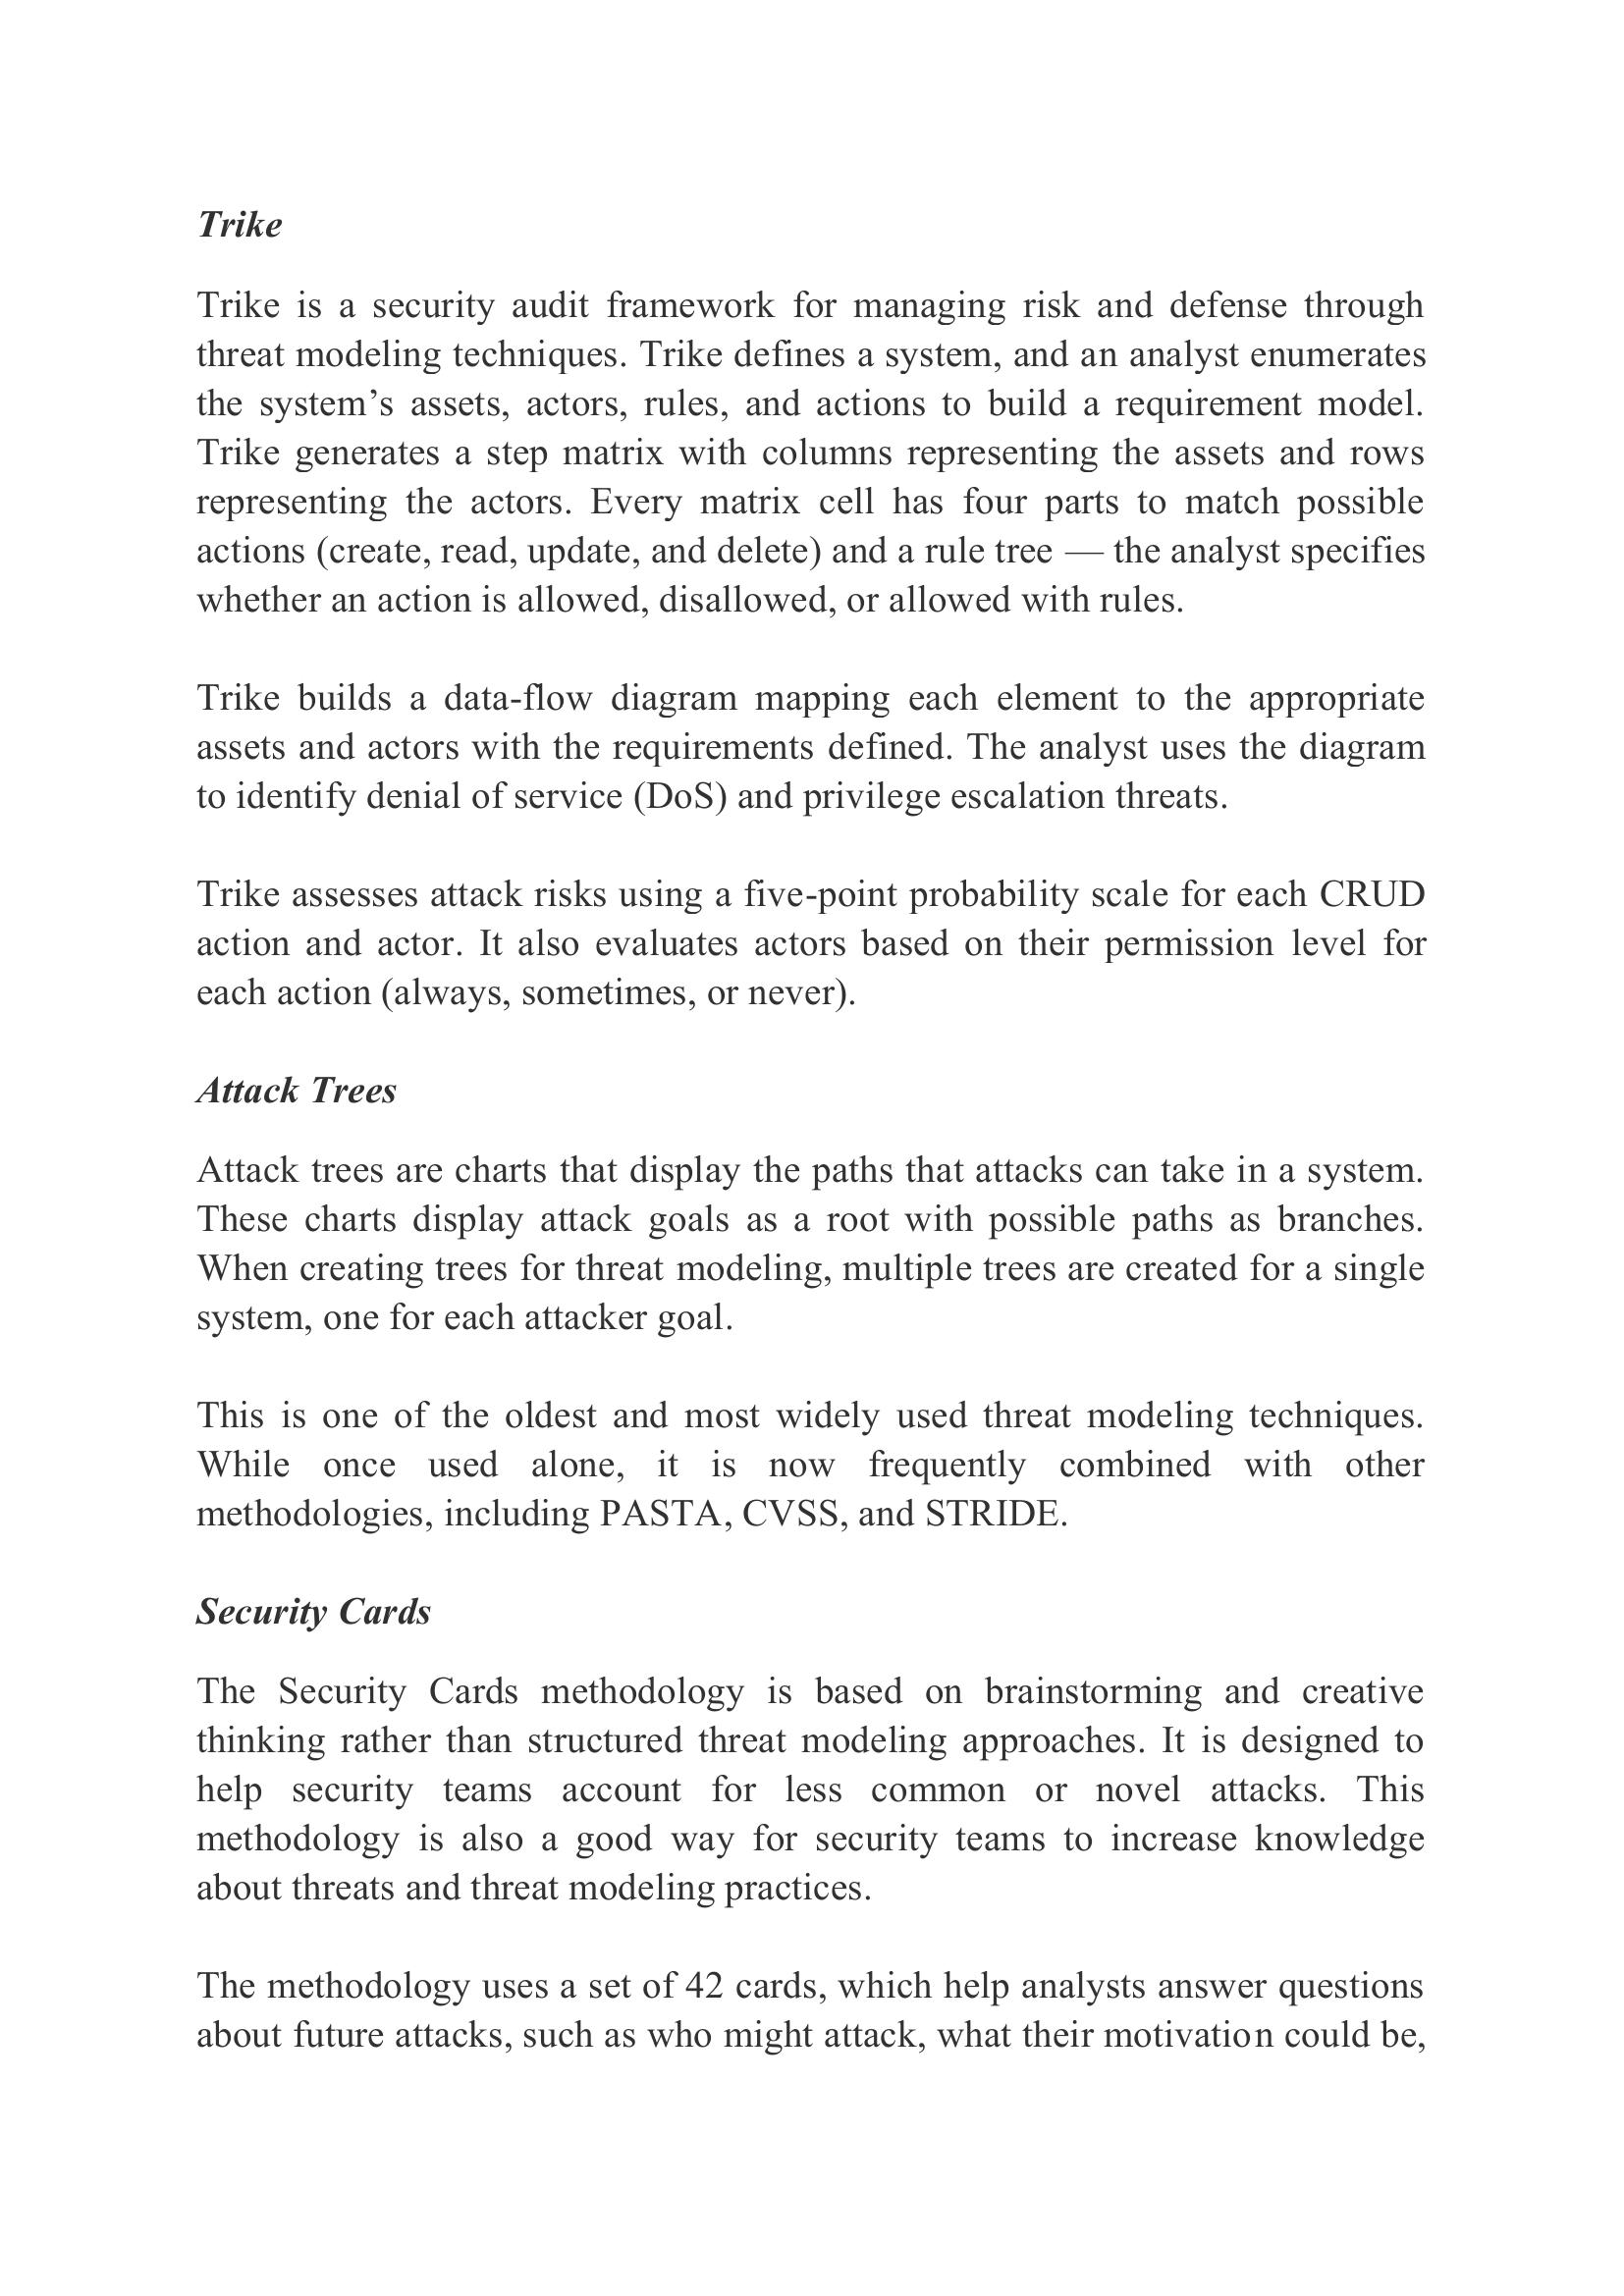 Trike
Trike is a security audit framework for managing risk and defense through
threat modeling techniques. Trike defines a system, and an analyst enumerates
the system’s assets, actors, rules, and actions to build a requirement model.
Trike generates a step matrix with columns representing the assets and rows
representing the actors. Every matrix cell has four parts to match possible
actions (create, read, update, and delete) and a rule tree — the analyst specifies
whether an action is allowed, disallowed, or allowed with rules.
Trike builds a data-flow diagram mapping each element to the appropriate
assets and actors with the requirements defined. The analyst uses the diagram
to identify denial of service (DoS) and privilege escalation threats.
Trike assesses attack risks using a five-point probability scale for each CRUD
action and actor. It also evaluates actors based on their permission level for
each action (always, sometimes, or never).
Attack Trees
Attack trees are charts that display the paths that attacks can take in a system.
These charts display attack goals as a root with possible paths as branches.
When creating trees for threat modeling, multiple trees are created for a single
system, one for each attacker goal.
This is one of the oldest and most widely used threat modeling techniques.
While once used alone, it is now frequently combined with other
methodologies, including PASTA, CVSS, and STRIDE.
Security Cards
The Security Cards methodology is based on brainstorming and creative
thinking rather than structured threat modeling approaches. It is designed to
help security teams account for less common or novel attacks. This
methodology is also a good way for security teams to increase knowledge
about threats and threat modeling practices.
The methodology uses a set of 42 cards, which help analysts answer questions
about future attacks, such as who might attack, what their motivation could be,